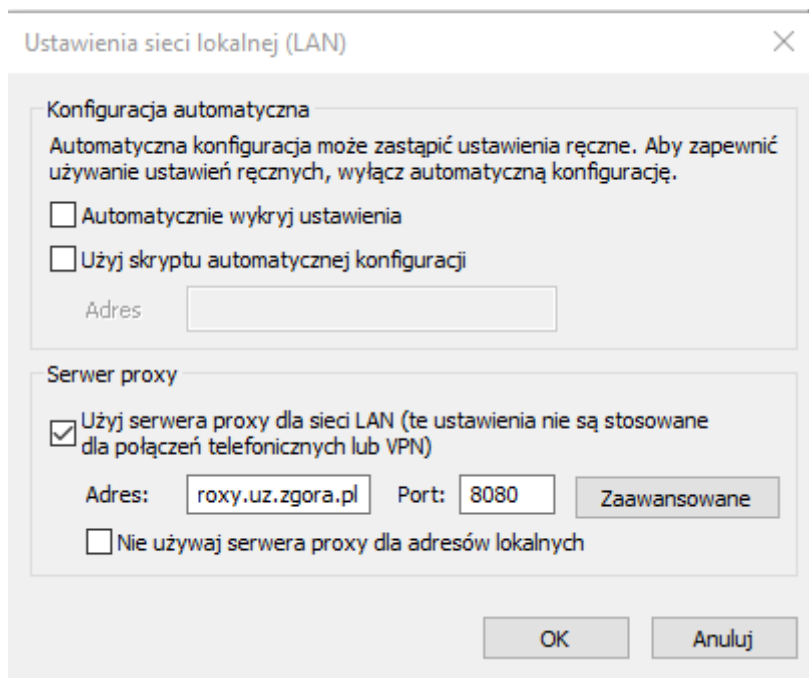 Ustawienia sieci lokalnej (LAN)
Konfiguracja automatyczna
Automatyczna konfiguracja może zastąpić ustawienia ręczne. Aby zapewnić
używanie ustawień ręcznych, wyłącz automatyczną konfigurację.
Automatycznie wykryj ustawienia
Użyj skryptu automatycznej konfiguracji
Adres
Serwer proxy
Użyj serwera proxy dla sieci LAN (te ustawienia nie są stosowane
dla połączeń telefonicznych lub VPN)
Adres: roxy.uz.zgora.pl Port: 8080 Zaawansowane
Nie używaj serwera proxy dla adresów lokalnych
OK Anuluj